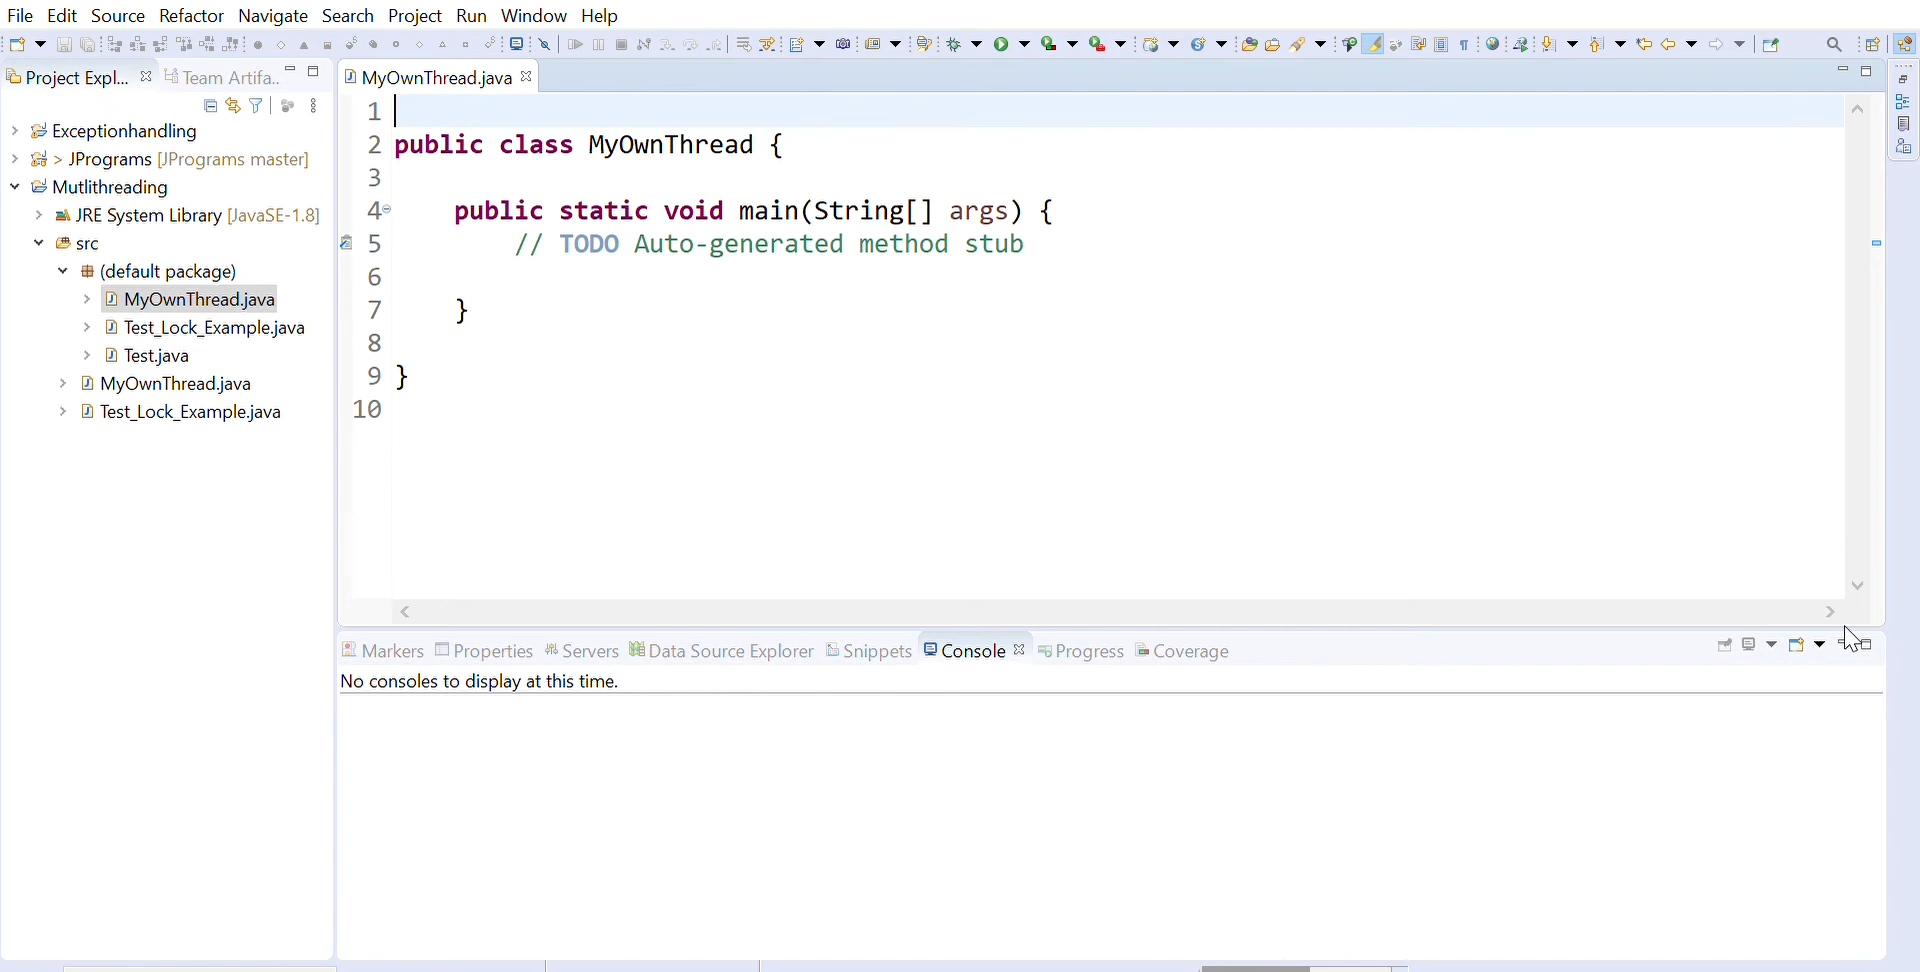 File Edit Source Refactor Navigate Search Project Run Window Help
Project Expl... Team Artifa..
MyOwnThread.java
Exceptionhandling
> JPrograms [JPrograms master]
Mutlithreading
JRE System Library [JavaSE-1.8]
src
(default package)
MyOwnThread.java
Test_Lock_Example.java
Test.java
MyOwnThread.java
Test_Lock_Example.java
1
2 public class MyOwnThread {
3
4 public static void main(String[] args) {
5 // TODO Auto-generated method stub
6
7 }
8
9 }
10
Markers Properties Servers Data Source Explorer Snippets Console Progress Coverage
No consoles to display at this time.